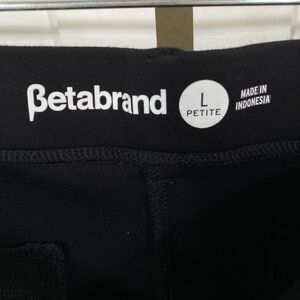 βetabrand
L
PETITE
MADE IN
INDONESIA